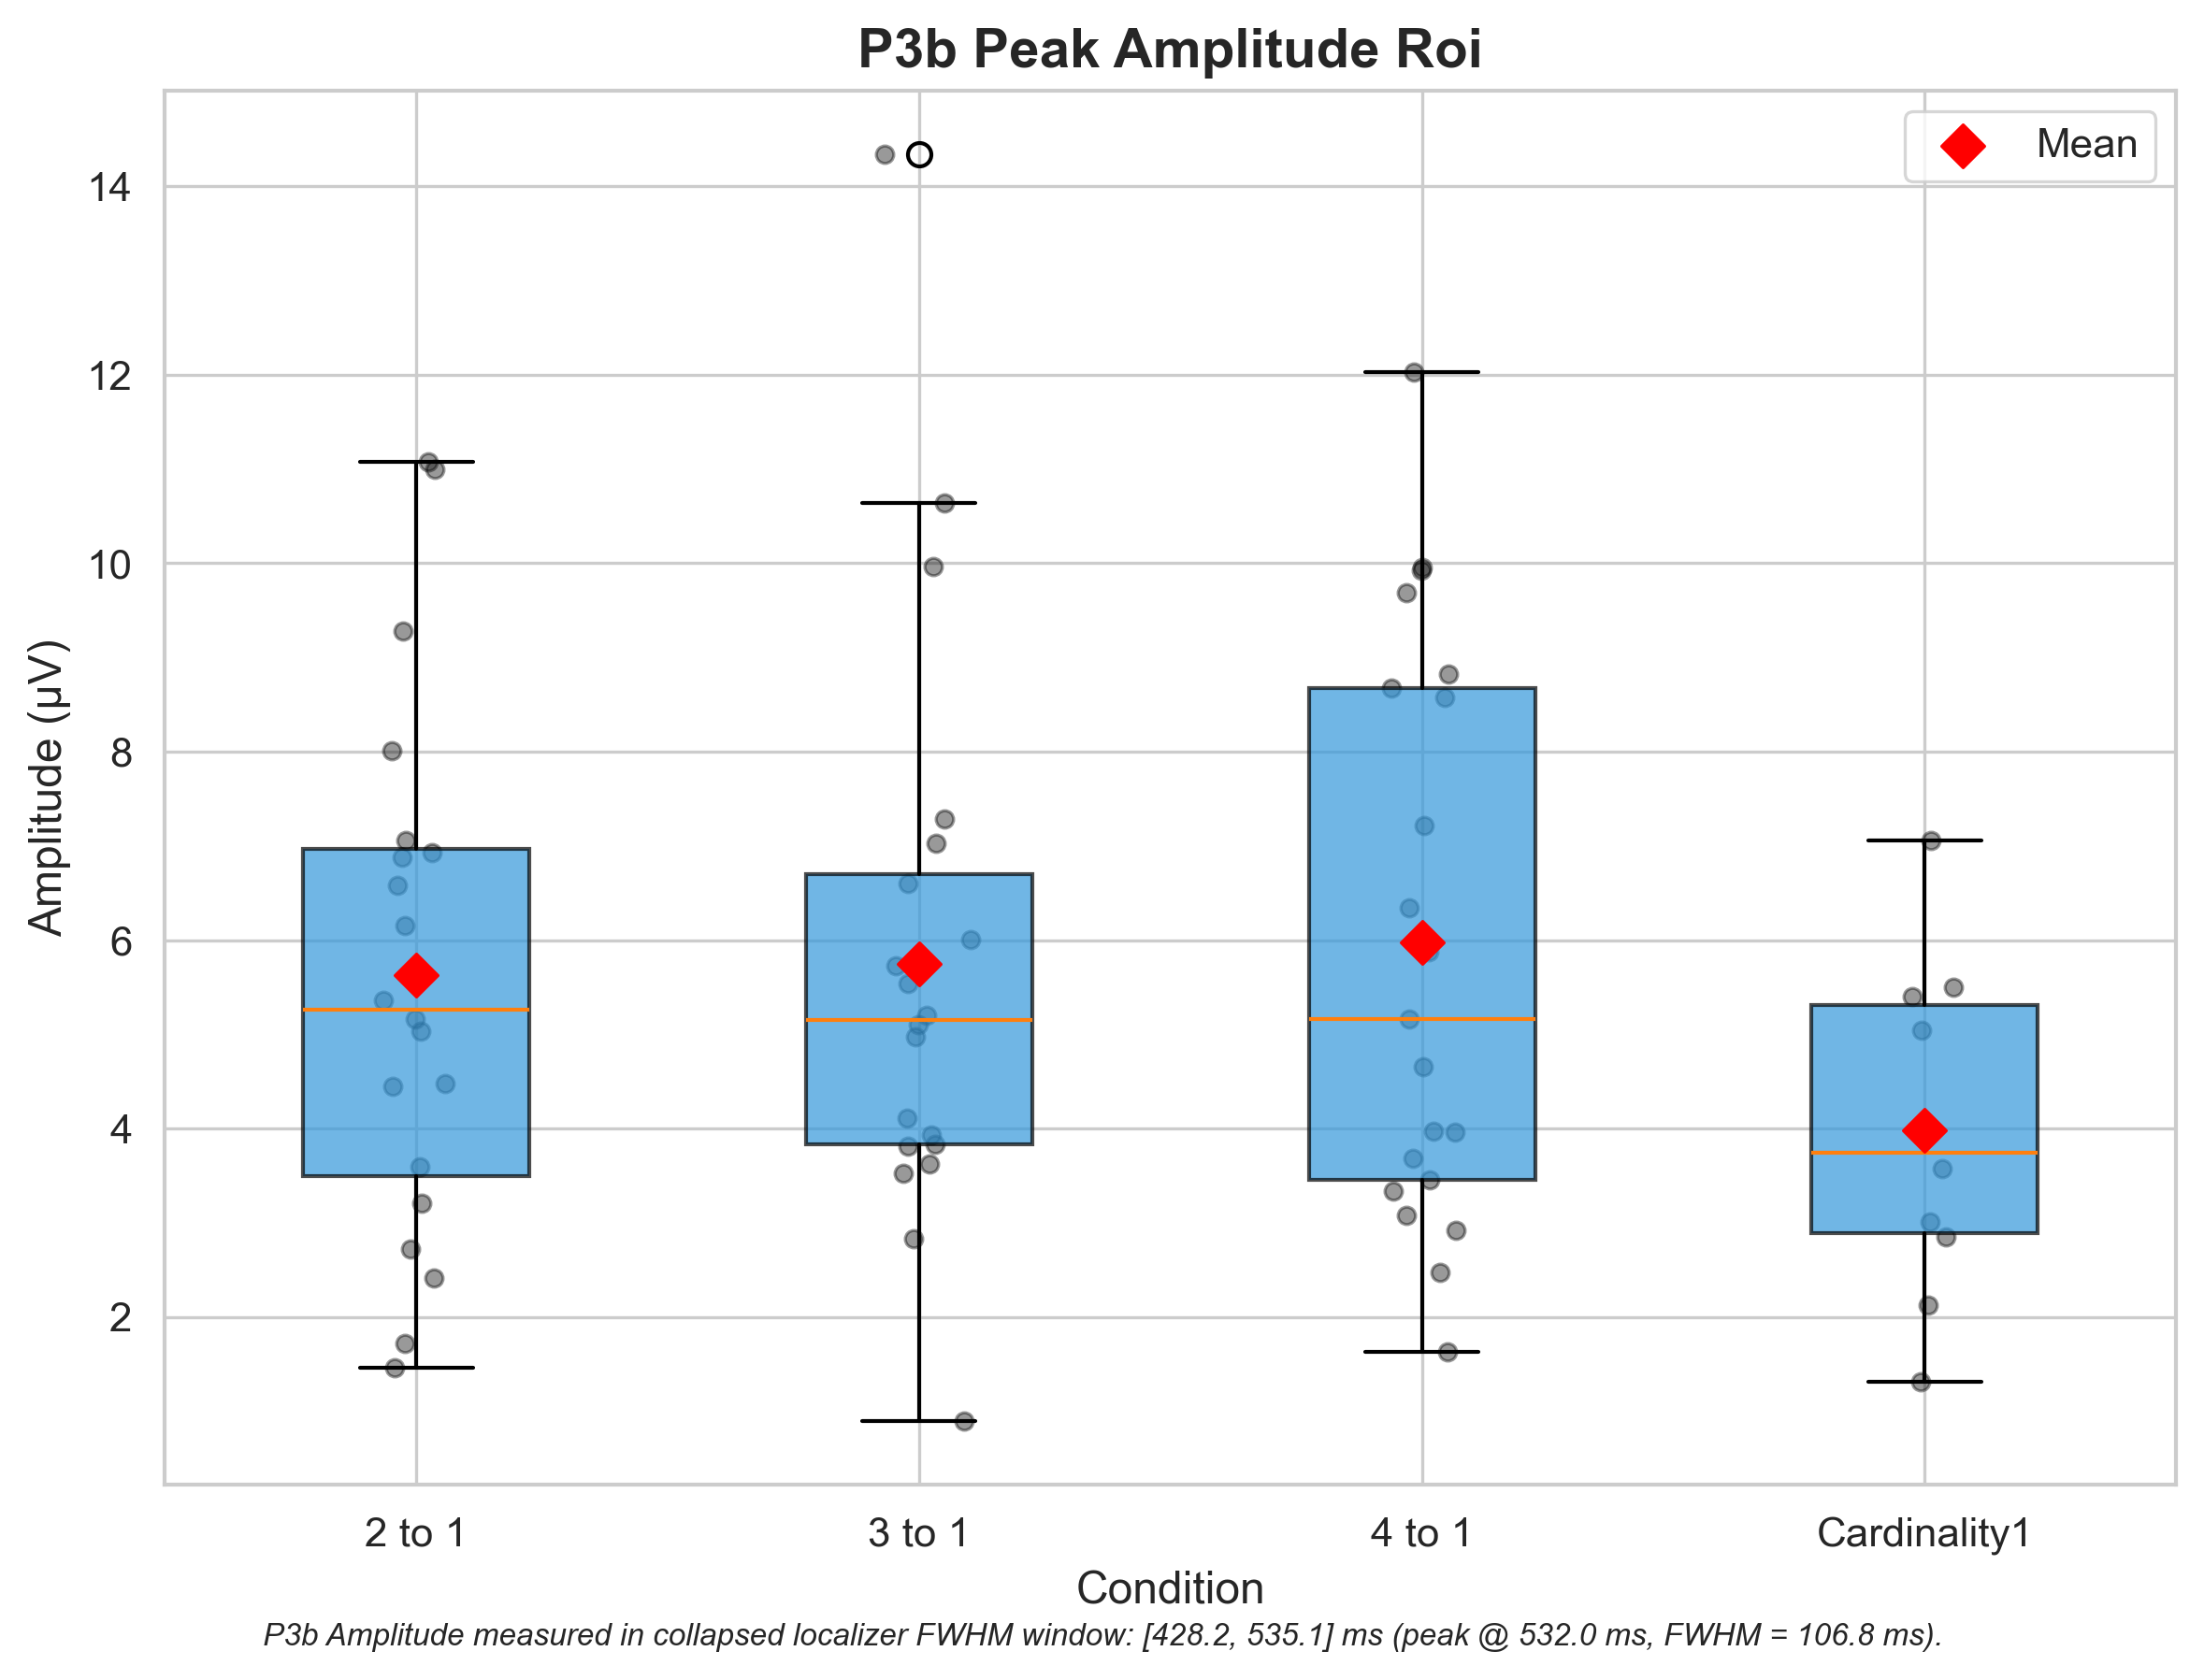 P3b Peak Amplitude Roi
Mean
14
12
10
8
6
4
2
Amplitude (μV)
2 to 1
3 to 1
4 to 1
Cardinality1
Condition
P3b Amplitude measured in collapsed localizer FWHM window: [428.2, 535.1] ms (peak @ 532.0 ms, FWHM = 106.8 ms).